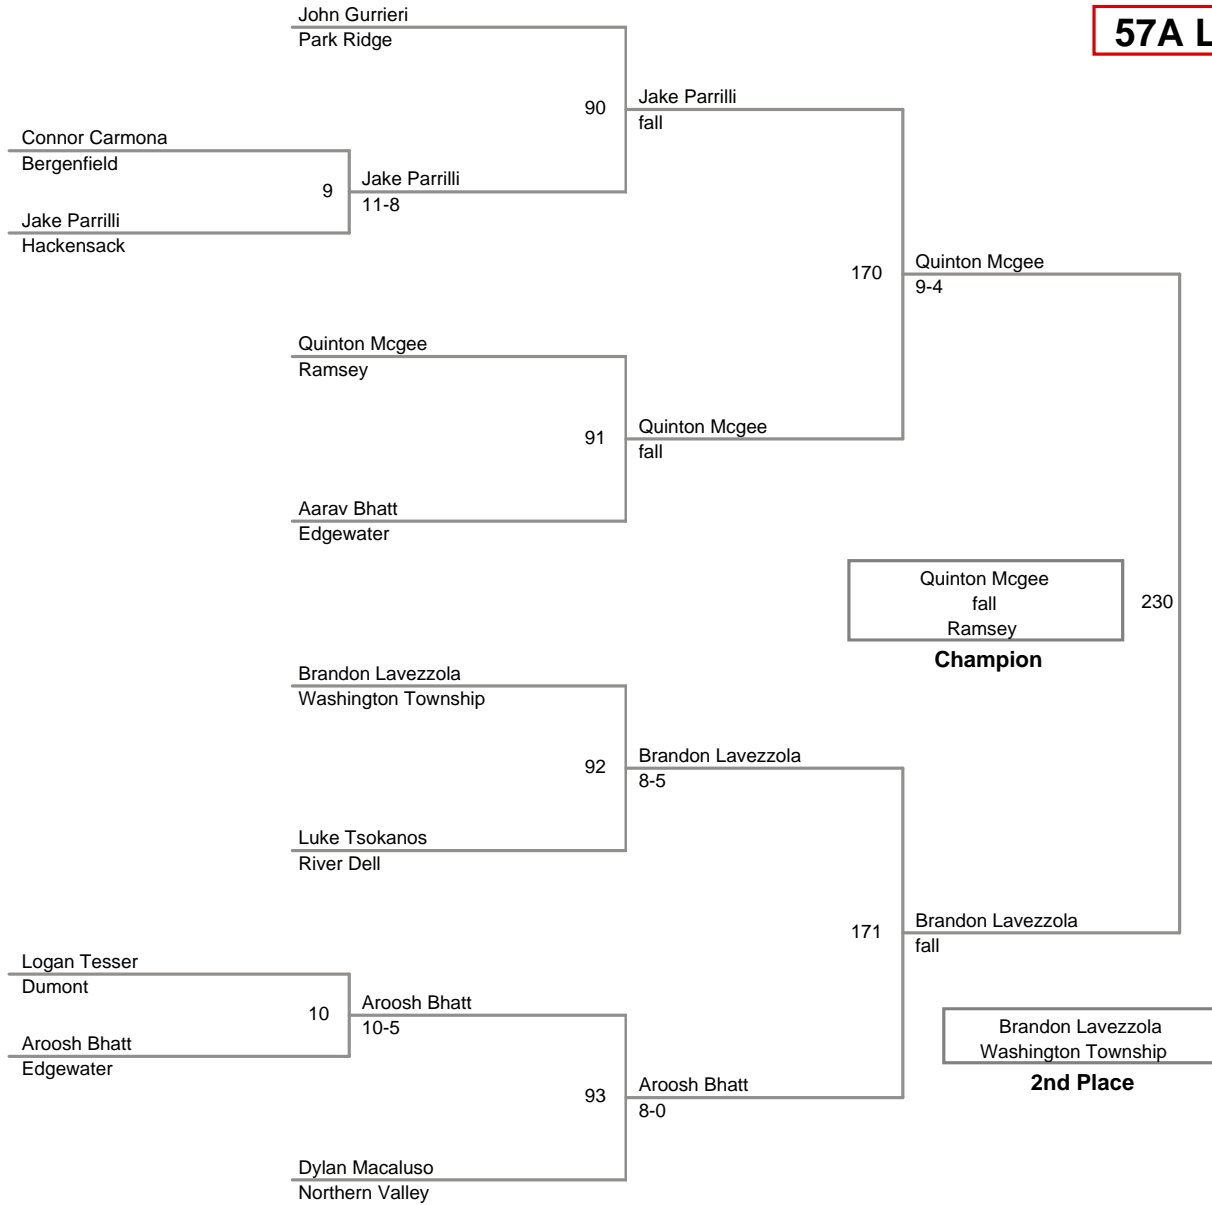 John Gurrieri
Park Ridge
57A L
90
Jake Parrilli
fall
Connor Carmona
Bergenfield
9
Jake Parrilli
11-8
Jake Parrilli
Hackensack
170
Quinton Mcgee
9-4
Quinton Mcgee
Ramsey
91
Quinton Mcgee
fall
Aarav Bhatt
Edgewater
Quinton Mcgee
fall
Ramsey
Champion
230
Brandon Lavezzola
Washington Township
92
Brandon Lavezzola
8-5
Luke Tsokanos
River Dell
171
Brandon Lavezzola
fall
Logan Tesser
Dumont
10
Aroosh Bhatt
10-5
Aroosh Bhatt
Edgewater
Brandon Lavezzola
Washington Township
2nd Place
93
Aroosh Bhatt
8-0
Dylan Macaluso
Northern Valley